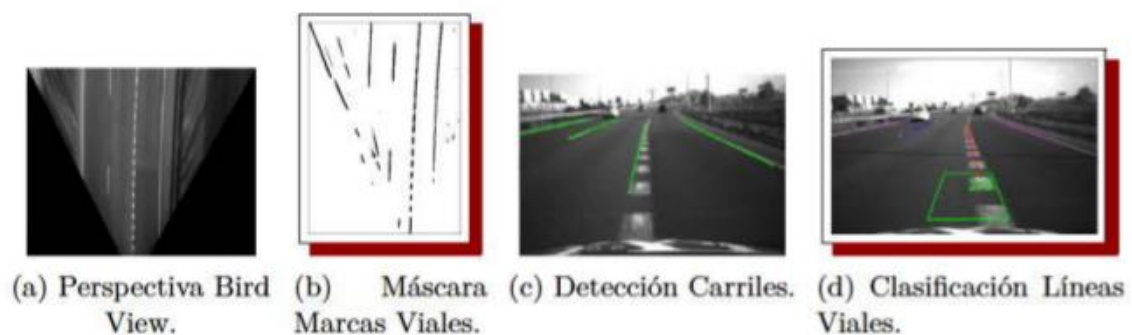 (a) Perspectiva Bird
View.
(b) Máscara
Marcas Viales.
(c) Detección Carriles.
(d) Clasificación Líneas
Viales.